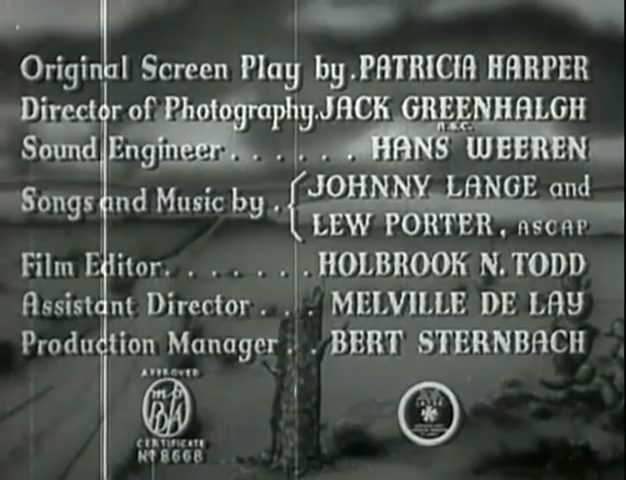 Original Screen Play by . PATRICIA HARPER
Director of Photography. JACK GREENHALGH
A.S.C.
Sound Engineer . . . . . . HANS WEEREN
Songs and Music by . { JOHNNY LANGE and
LEW PORTER, ASCAP
Film Editor. . . . . . . . HOLBROOK N. TODD
Assistant Director . . . MELVILLE DE LAY
Production Manager . . BERT STERNBACH
APPROVED
MPPDA
CERTIFICATE
Nº 8668